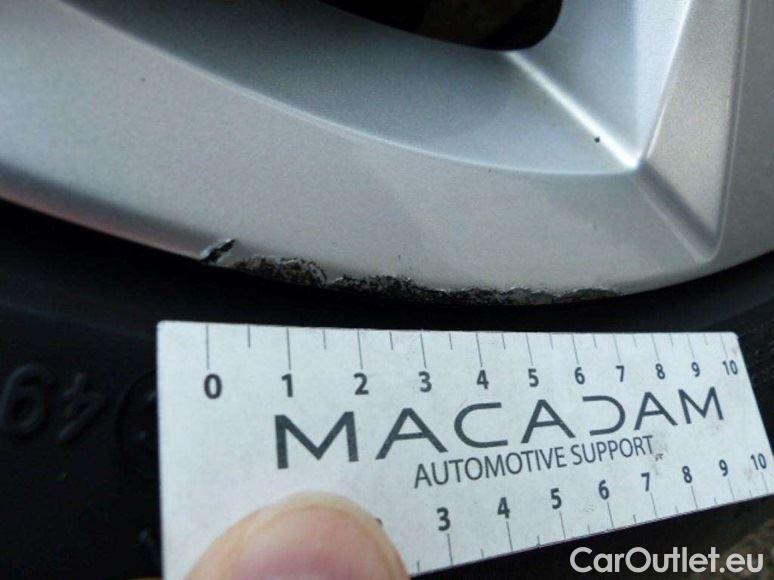 49
0 1 2 3 4 5 6 7 8 9 10
MACADAM
AUTOMOTIVE SUPPORT
3 4 5 6 7 8 9 10
CarOutlet.eu